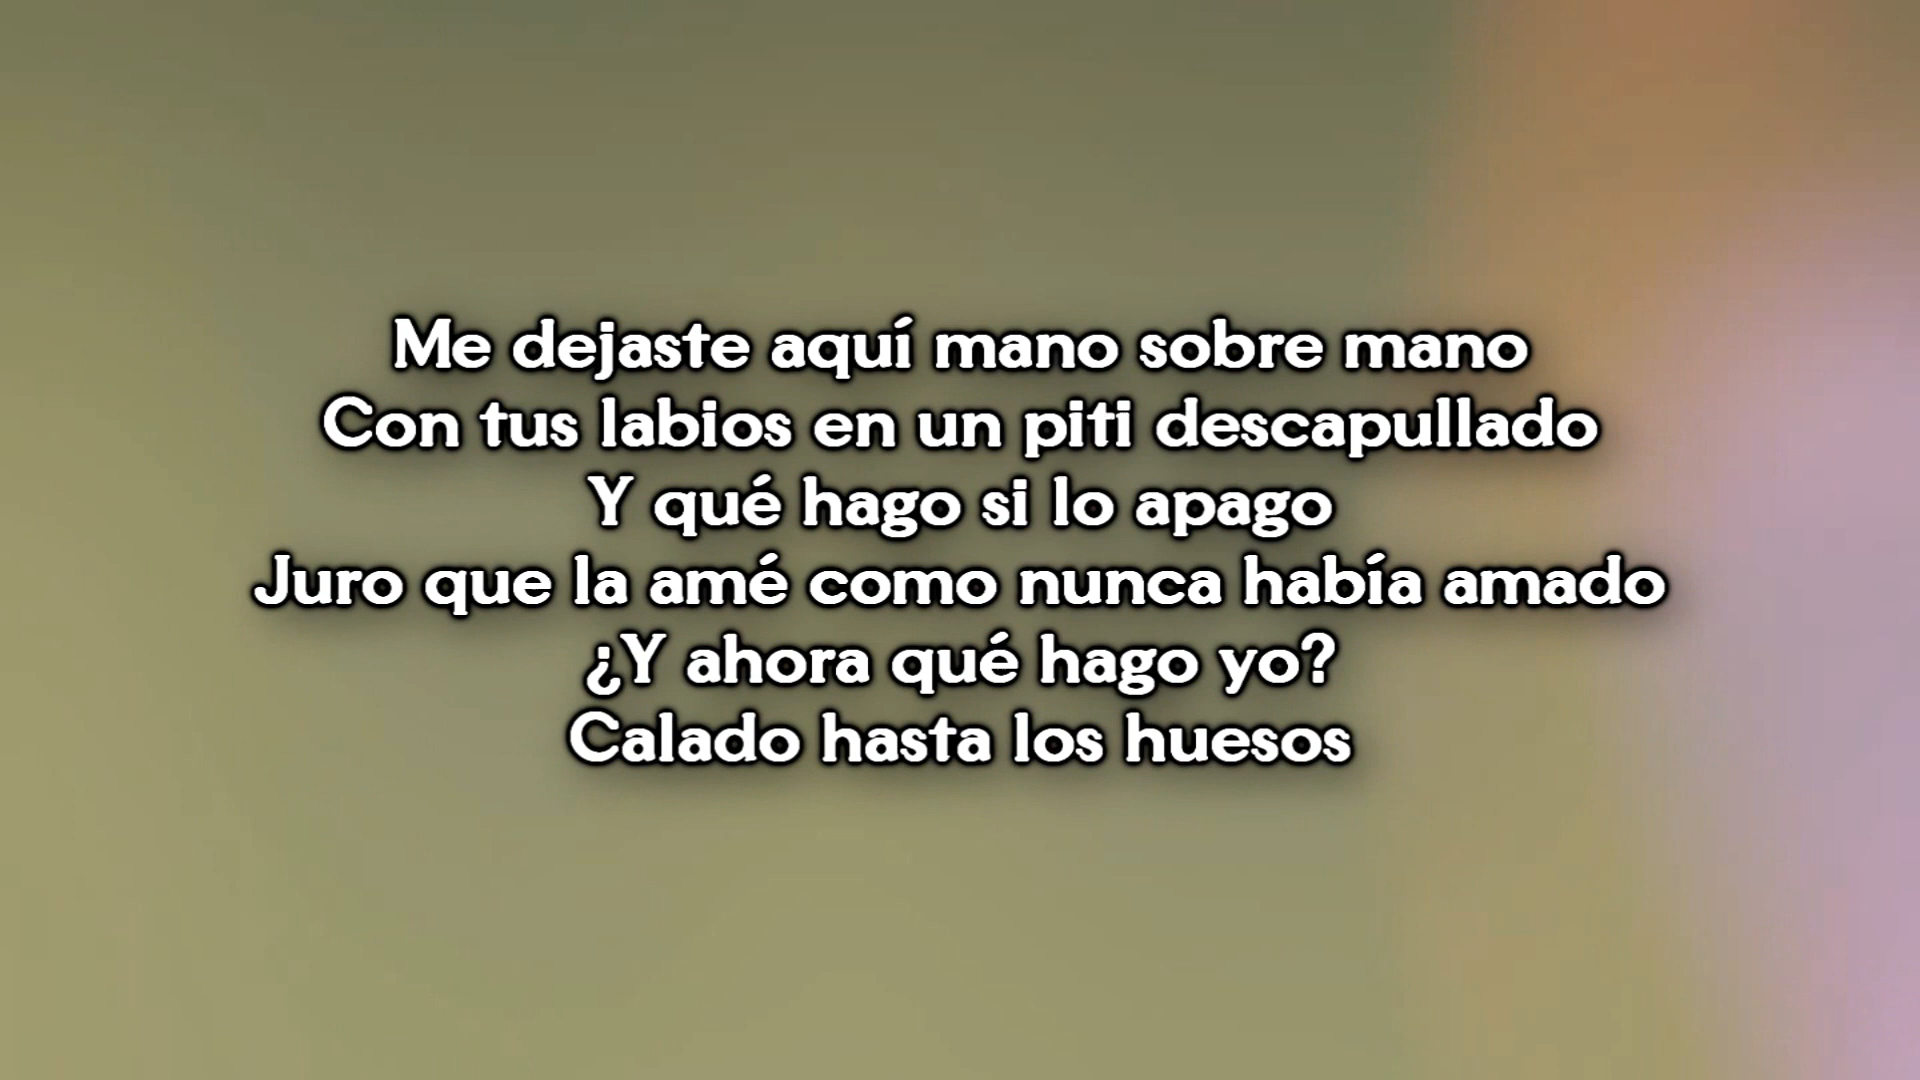 Me dejaste aquí mano sobre mano
Con tus labios en un piti descapullado
Y qué hago si lo apago
Juro que la amé como nunca había amado
¿Y ahora qué hago yo?
Calado hasta los huesos